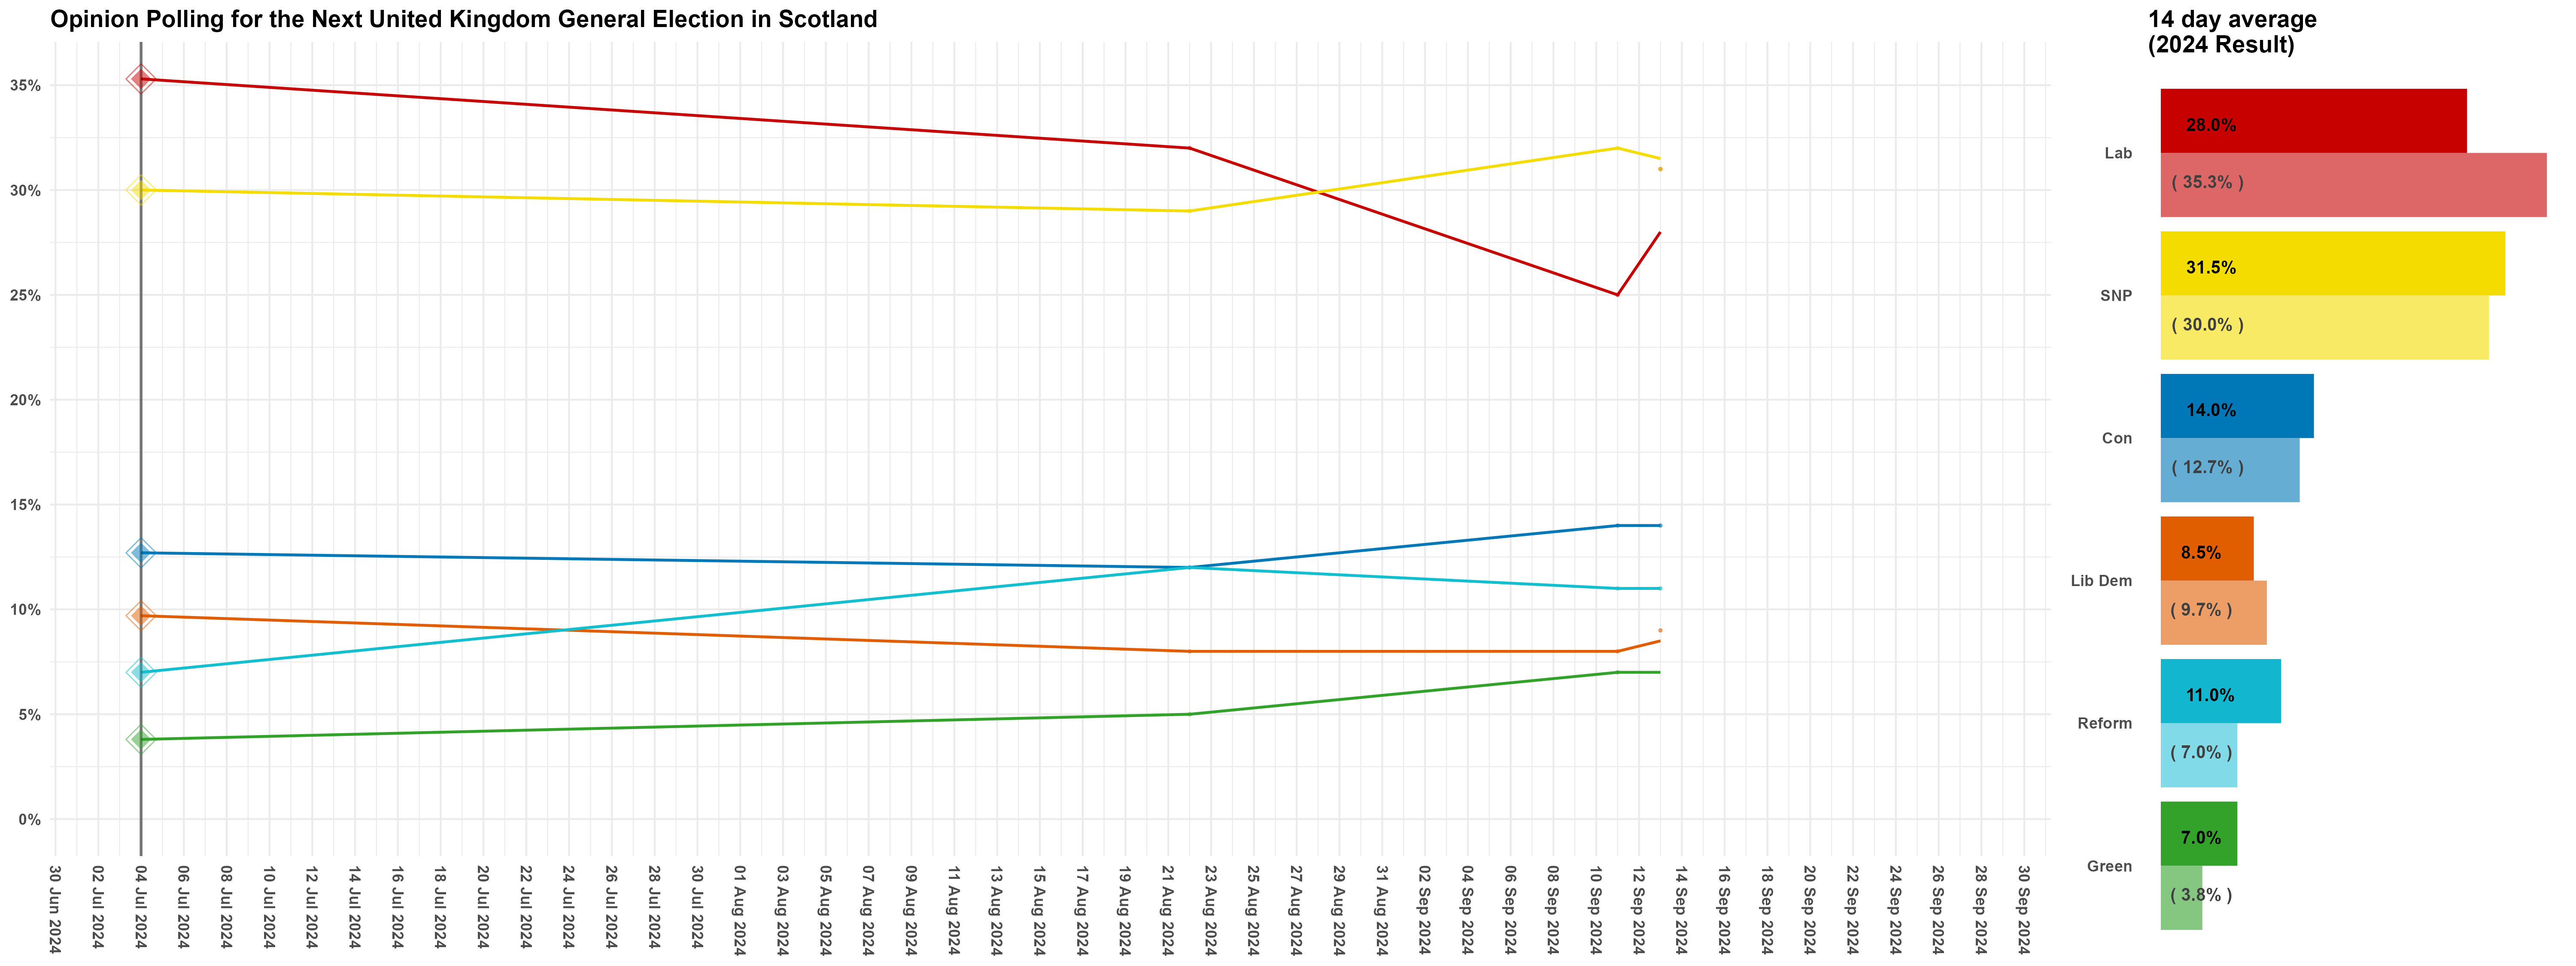 Opinion Polling for the Next United Kingdom General Election in Scotland
35%
30%
25%
20%
15%
10%
5%
0%
30 Jun 2024
02 Jul 2024
04 Jul 2024
06 Jul 2024
08 Jul 2024
10 Jul 2024
12 Jul 2024
14 Jul 2024
16 Jul 2024
18 Jul 2024
20 Jul 2024
22 Jul 2024
24 Jul 2024
26 Jul 2024
28 Jul 2024
30 Jul 2024
01 Aug 2024
03 Aug 2024
05 Aug 2024
07 Aug 2024
09 Aug 2024
11 Aug 2024
13 Aug 2024
15 Aug 2024
17 Aug 2024
19 Aug 2024
21 Aug 2024
23 Aug 2024
25 Aug 2024
27 Aug 2024
29 Aug 2024
31 Aug 2024
02 Sep 2024
04 Sep 2024
06 Sep 2024
08 Sep 2024
10 Sep 2024
12 Sep 2024
14 Sep 2024
16 Sep 2024
18 Sep 2024
20 Sep 2024
22 Sep 2024
24 Sep 2024
26 Sep 2024
28 Sep 2024
30 Sep 2024
14 day average
(2024 Result)
Lab
28.0%
( 35.3% )
SNP
31.5%
( 30.0% )
Con
14.0%
( 12.7% )
Lib Dem
8.5%
( 9.7% )
Reform
11.0%
( 7.0% )
Green
7.0%
( 3.8% )